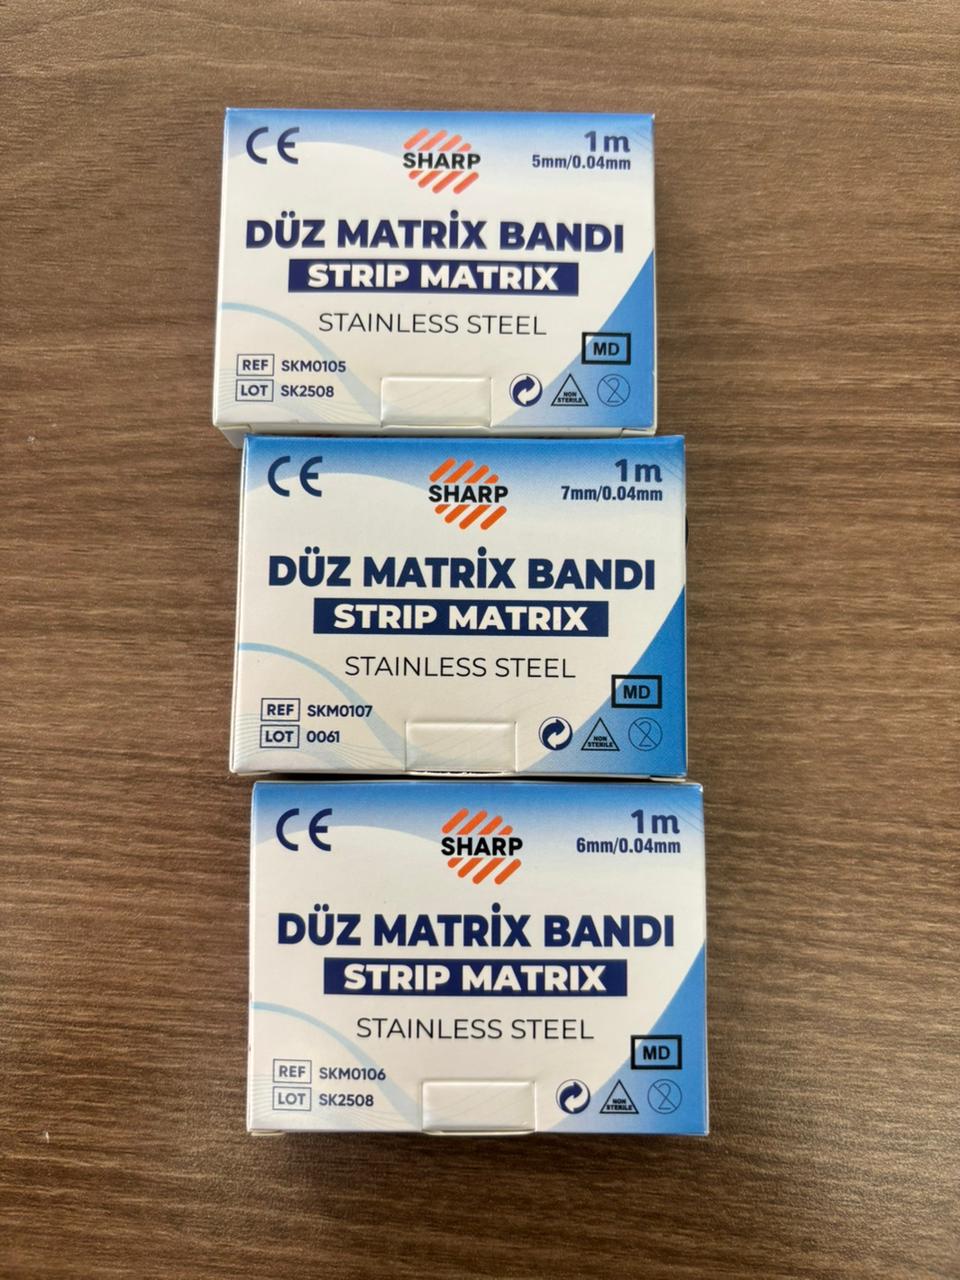 CE
SHARP
1m
5mm/0.04mm
DÜZ MATRİX BANDI
STRIP MATRIX
STAINLESS STEEL
MD
REF SKM0105
LOT SK2508
NON STERILE
2
CE
SHARP
1m
7mm/0.04mm
DÜZ MATRİX BANDI
STRIP MATRIX
STAINLESS STEEL
MD
REF SKM0107
LOT 0061
NON STERILE
2
CE
SHARP
1m
6mm/0.04mm
DÜZ MATRİX BANDI
STRIP MATRIX
STAINLESS STEEL
MD
REF SKM0106
LOT SK2508
NON STERILE
2